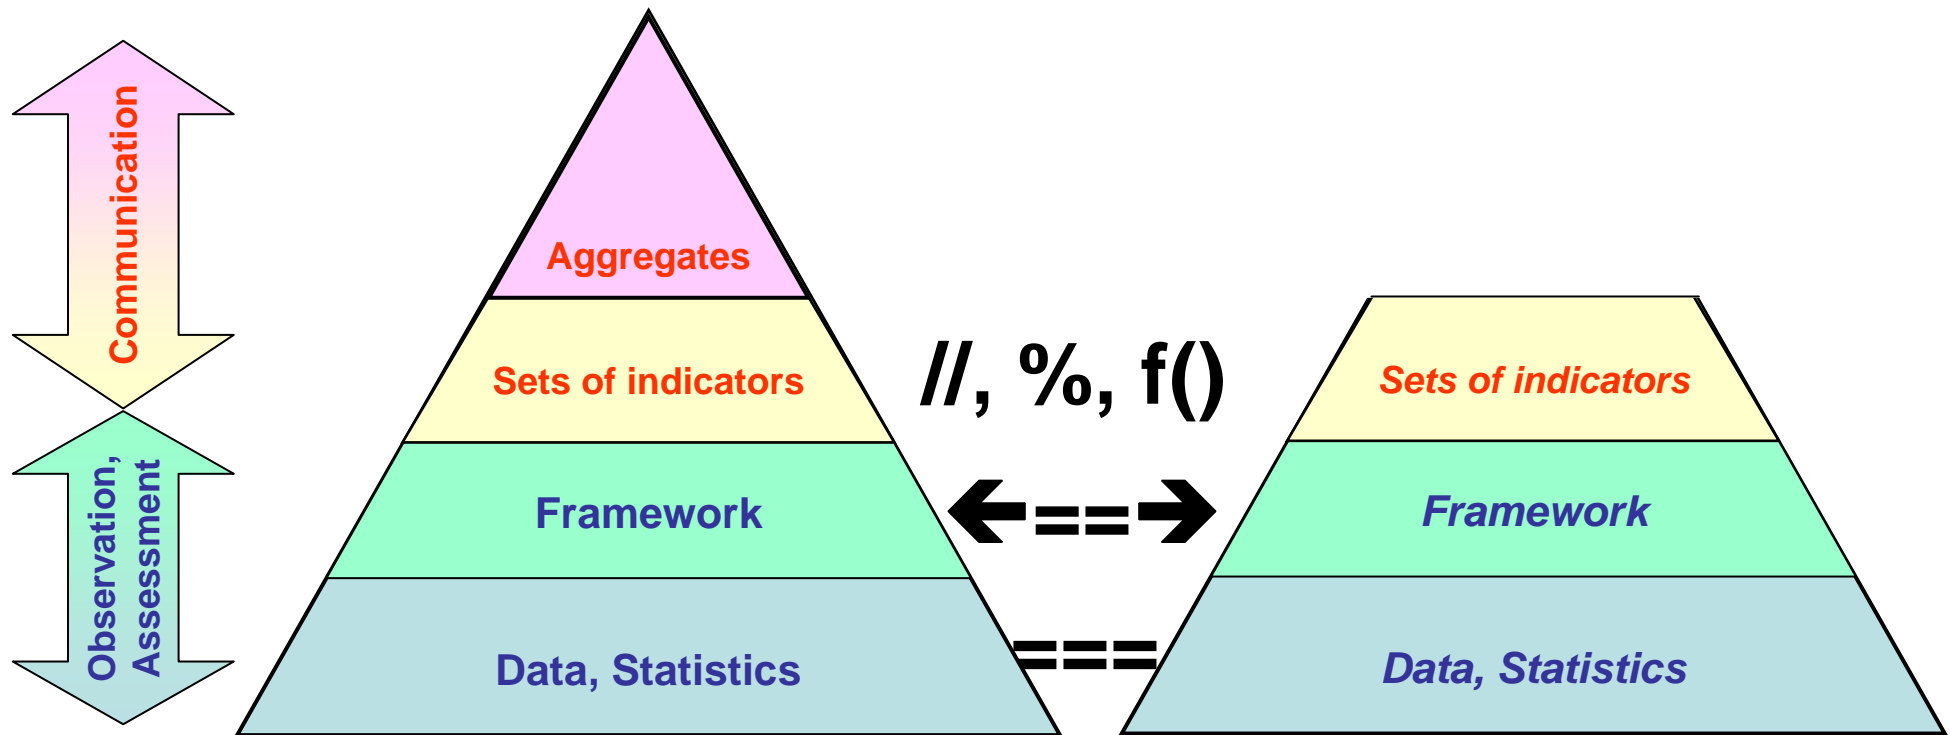 Communication
Observation,
Assessment
Aggregates
Sets of indicators
Framework
Data, Statistics
//, %, f()
🡨==🡪
===
Sets of indicators
Framework
Data, Statistics